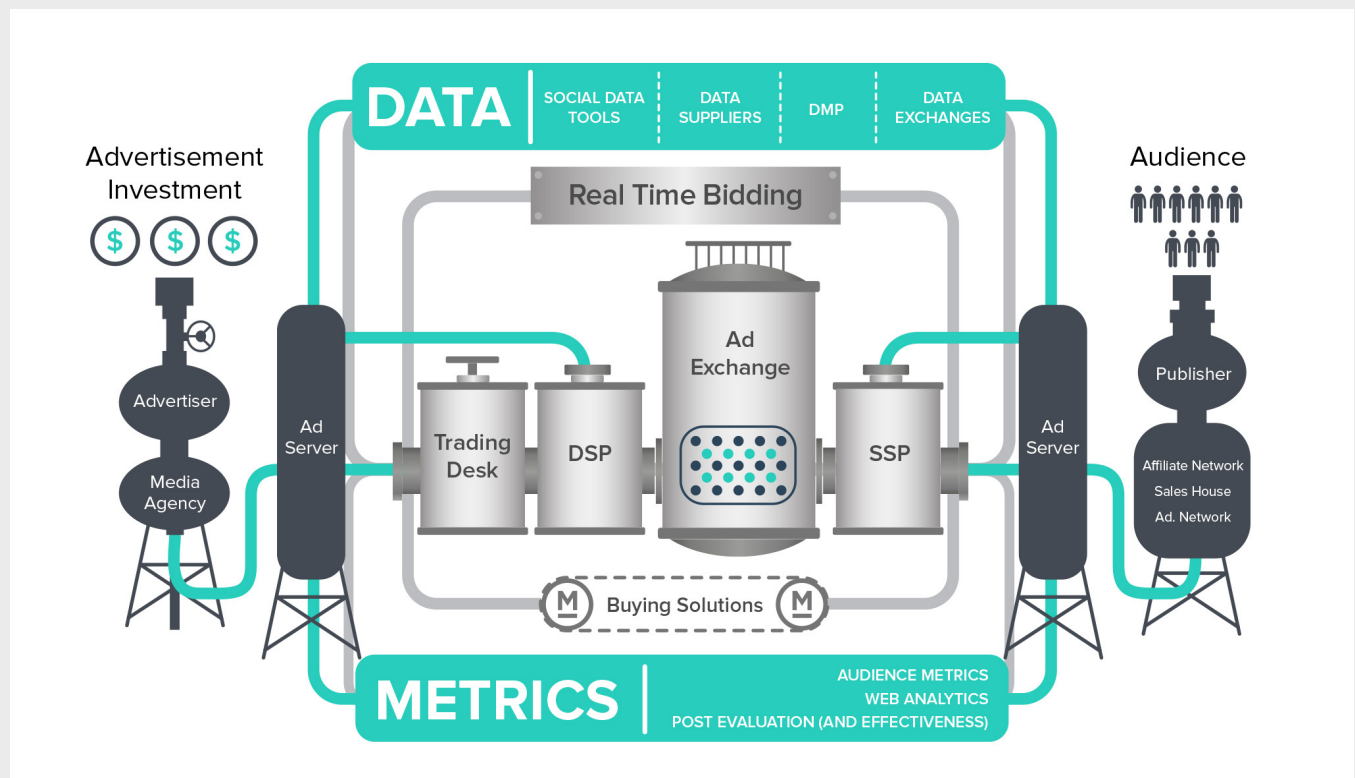 DATA
SOCIAL DATA
TOOLS
DATA
SUPPLIERS
DMP
DATA
EXCHANGES
Advertisement
Investment
$ $ $
Audience
Real Time Bidding
Advertiser
Media
Agency
Ad
Server
Trading
Desk
DSP
Ad
Exchange
SSP
Ad
Server
Publisher
Affiliate Network
Sales House
Ad. Network
M Buying Solutions M
METRICS
AUDIENCE METRICS
WEB ANALYTICS
POST EVALUATION (AND EFFECTIVENESS)